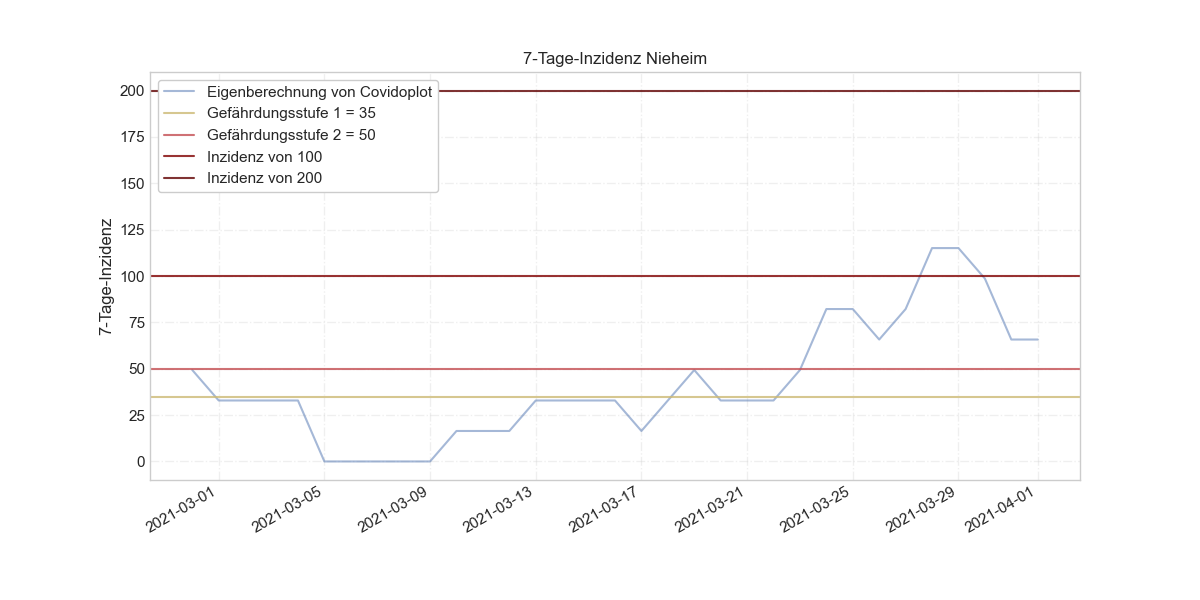 7-Tage-Inzidenz Nieheim
Eigenberechnung von Covidoplot
Gefährdungsstufe 1 = 35
Gefährdungsstufe 2 = 50
Inzidenz von 100
Inzidenz von 200
7-Tage-Inzidenz
200
175
150
125
100
75
50
25
0
2021-03-01
2021-03-05
2021-03-09
2021-03-13
2021-03-17
2021-03-21
2021-03-25
2021-03-29
2021-04-01